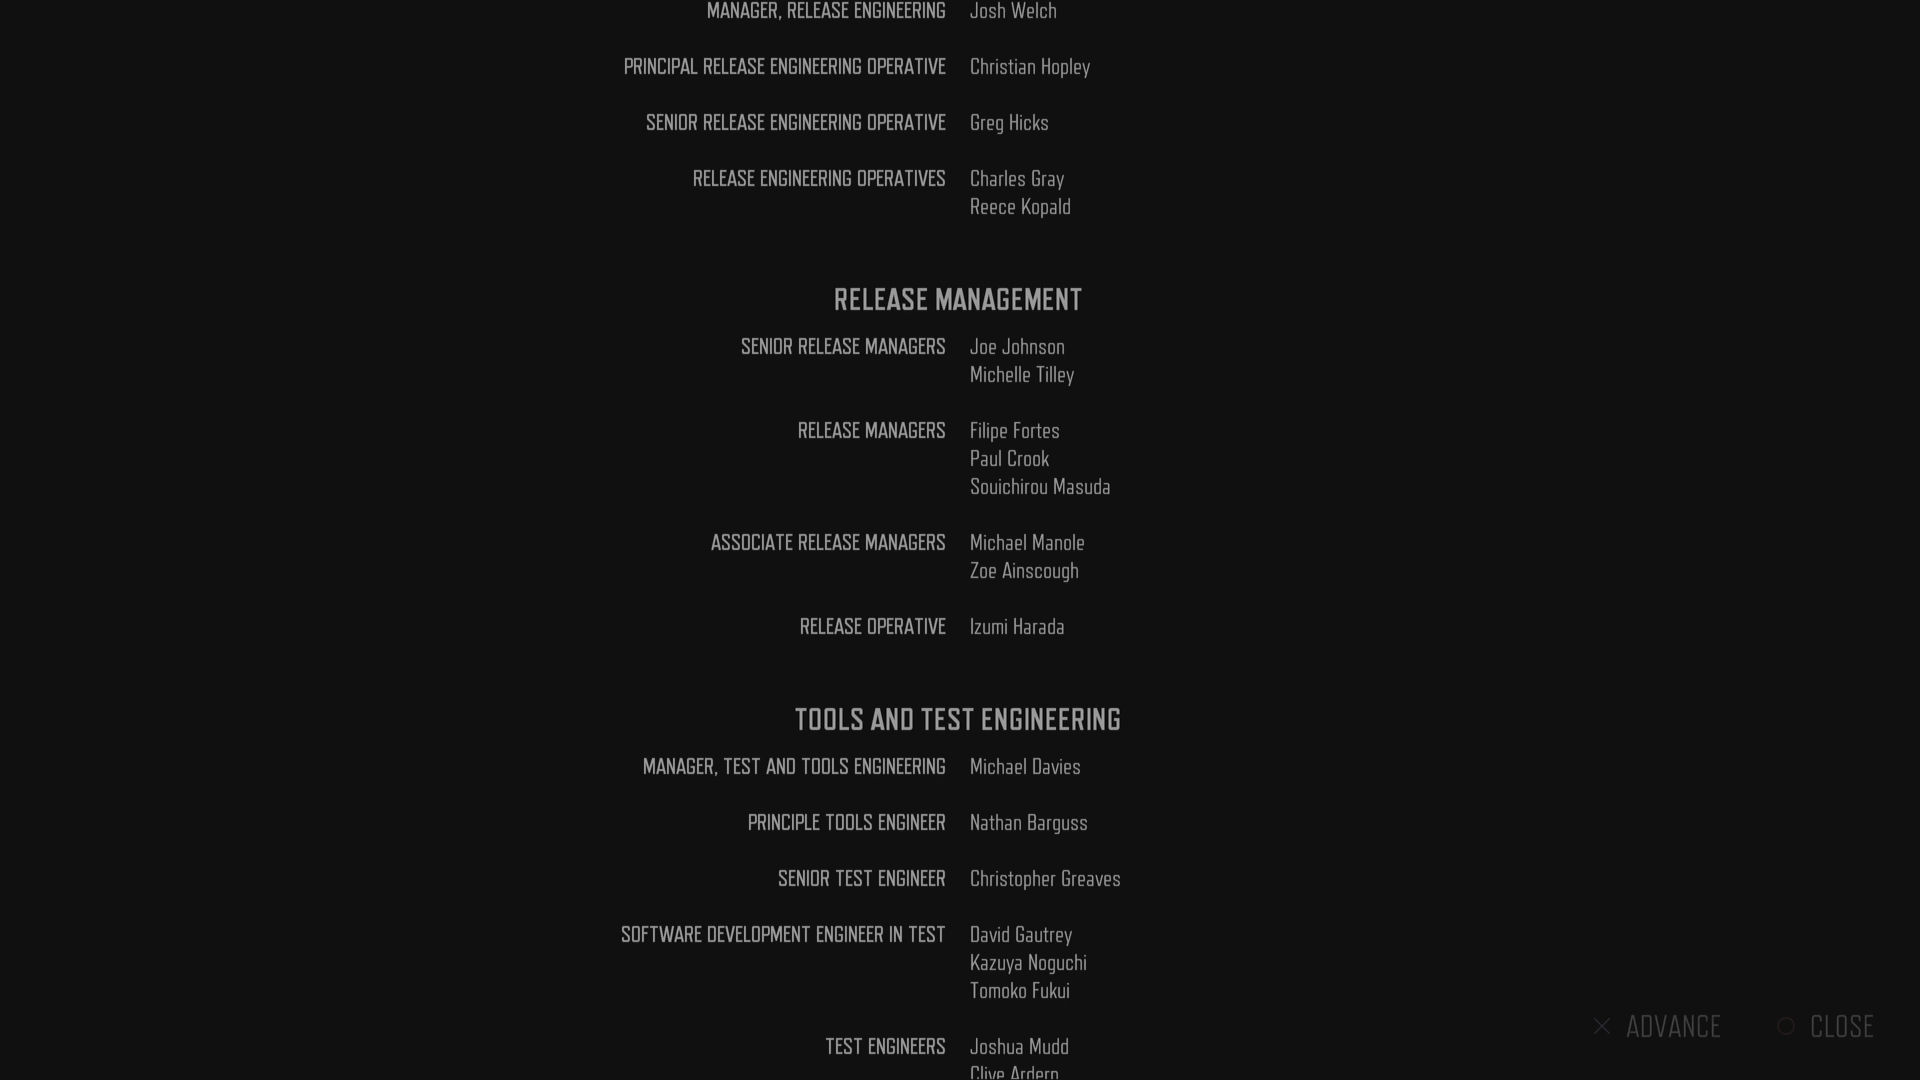 MANAGER, RELEASE ENGINEERING Josh Welch
PRINCIPAL RELEASE ENGINEERING OPERATIVE Christian Hopley
SENIOR RELEASE ENGINEERING OPERATIVE Greg Hicks
RELEASE ENGINEERING OPERATIVES Charles Gray
Reece Kopald
RELEASE MANAGEMENT
SENIOR RELEASE MANAGERS Joe Johnson
Michelle Tilley
RELEASE MANAGERS Filipe Fortes
Paul Crook
Souichirou Masuda
ASSOCIATE RELEASE MANAGERS Michael Manole
Zoe Ainscough
RELEASE OPERATIVE Izumi Harada
TOOLS AND TEST ENGINEERING
MANAGER, TEST AND TOOLS ENGINEERING Michael Davies
PRINCIPLE TOOLS ENGINEER Nathan Barguss
SENIOR TEST ENGINEER Christopher Greaves
SOFTWARE DEVELOPMENT ENGINEER IN TEST David Gautrey
Kazuya Noguchi
Tomoko Fukui
TEST ENGINEERS Joshua Mudd
Clive Ardern
ADVANCE CLOSE